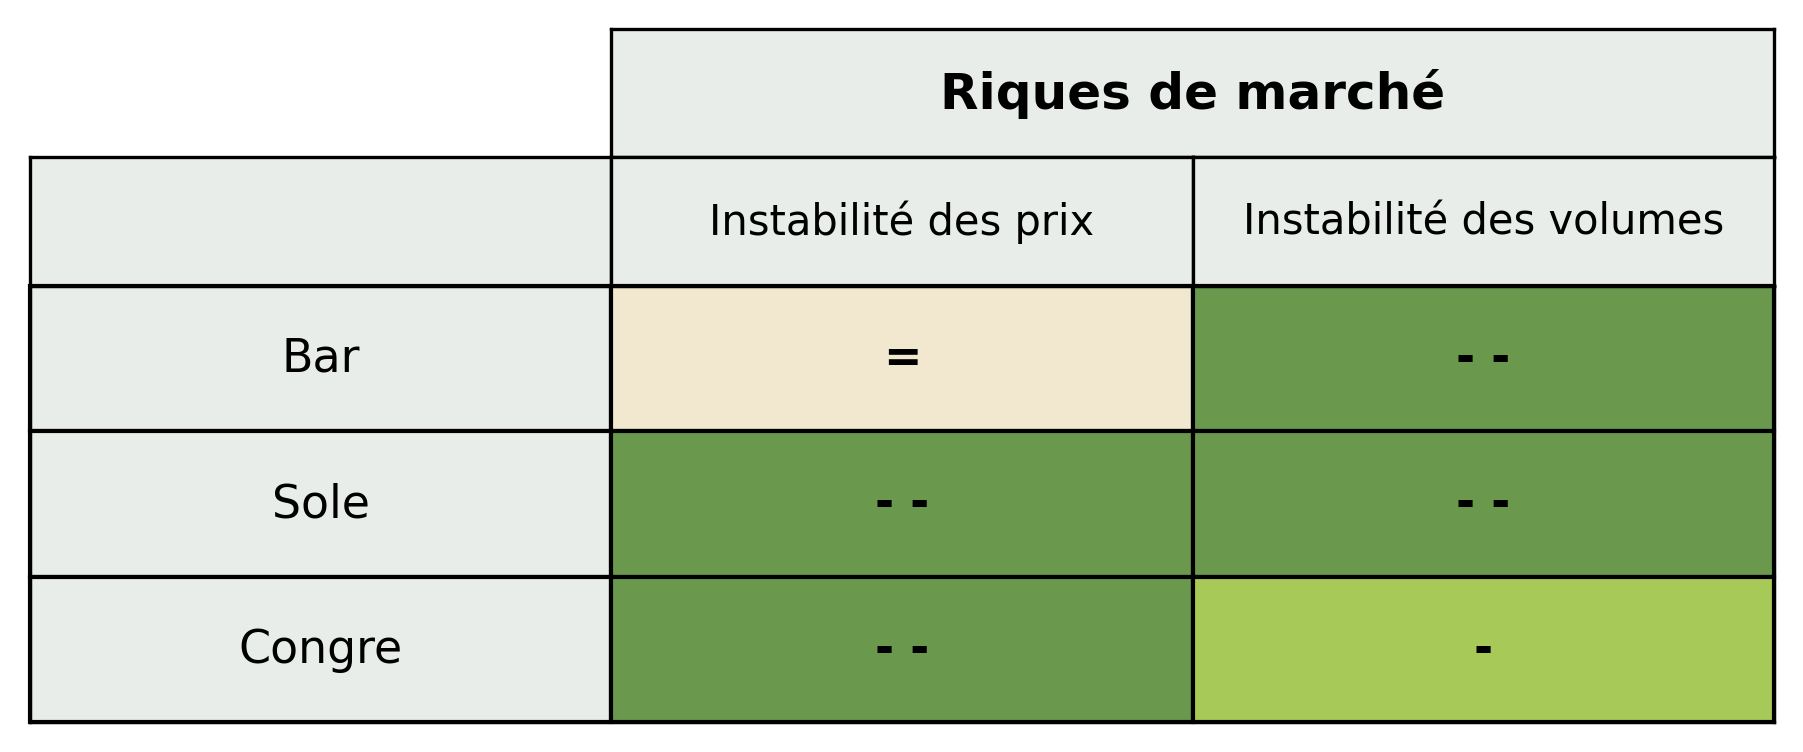 Riques de marché
Instabilité des prix Instabilité des volumes
Bar = - -
Sole - - - -
Congre - - -